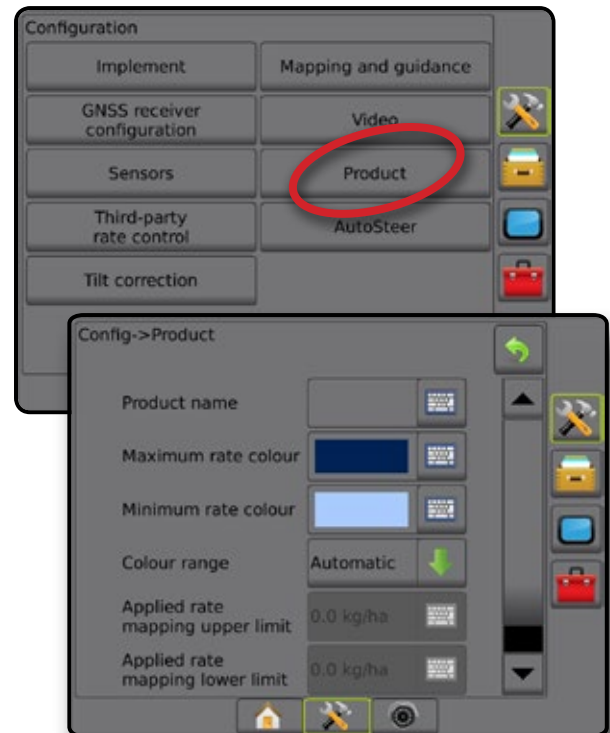 Configuration
Implement
Mapping and guidance
GNSS receiver
configuration
Video
Sensors
Product
Third-party
rate control
AutoSteer
Tilt correction
Config->Product
Product name
Maximum rate colour
Minimum rate colour
Colour range
Automatic
Applied rate
mapping upper limit
0.0 kg/ha
Applied rate
mapping lower limit
0.0 kg/ha